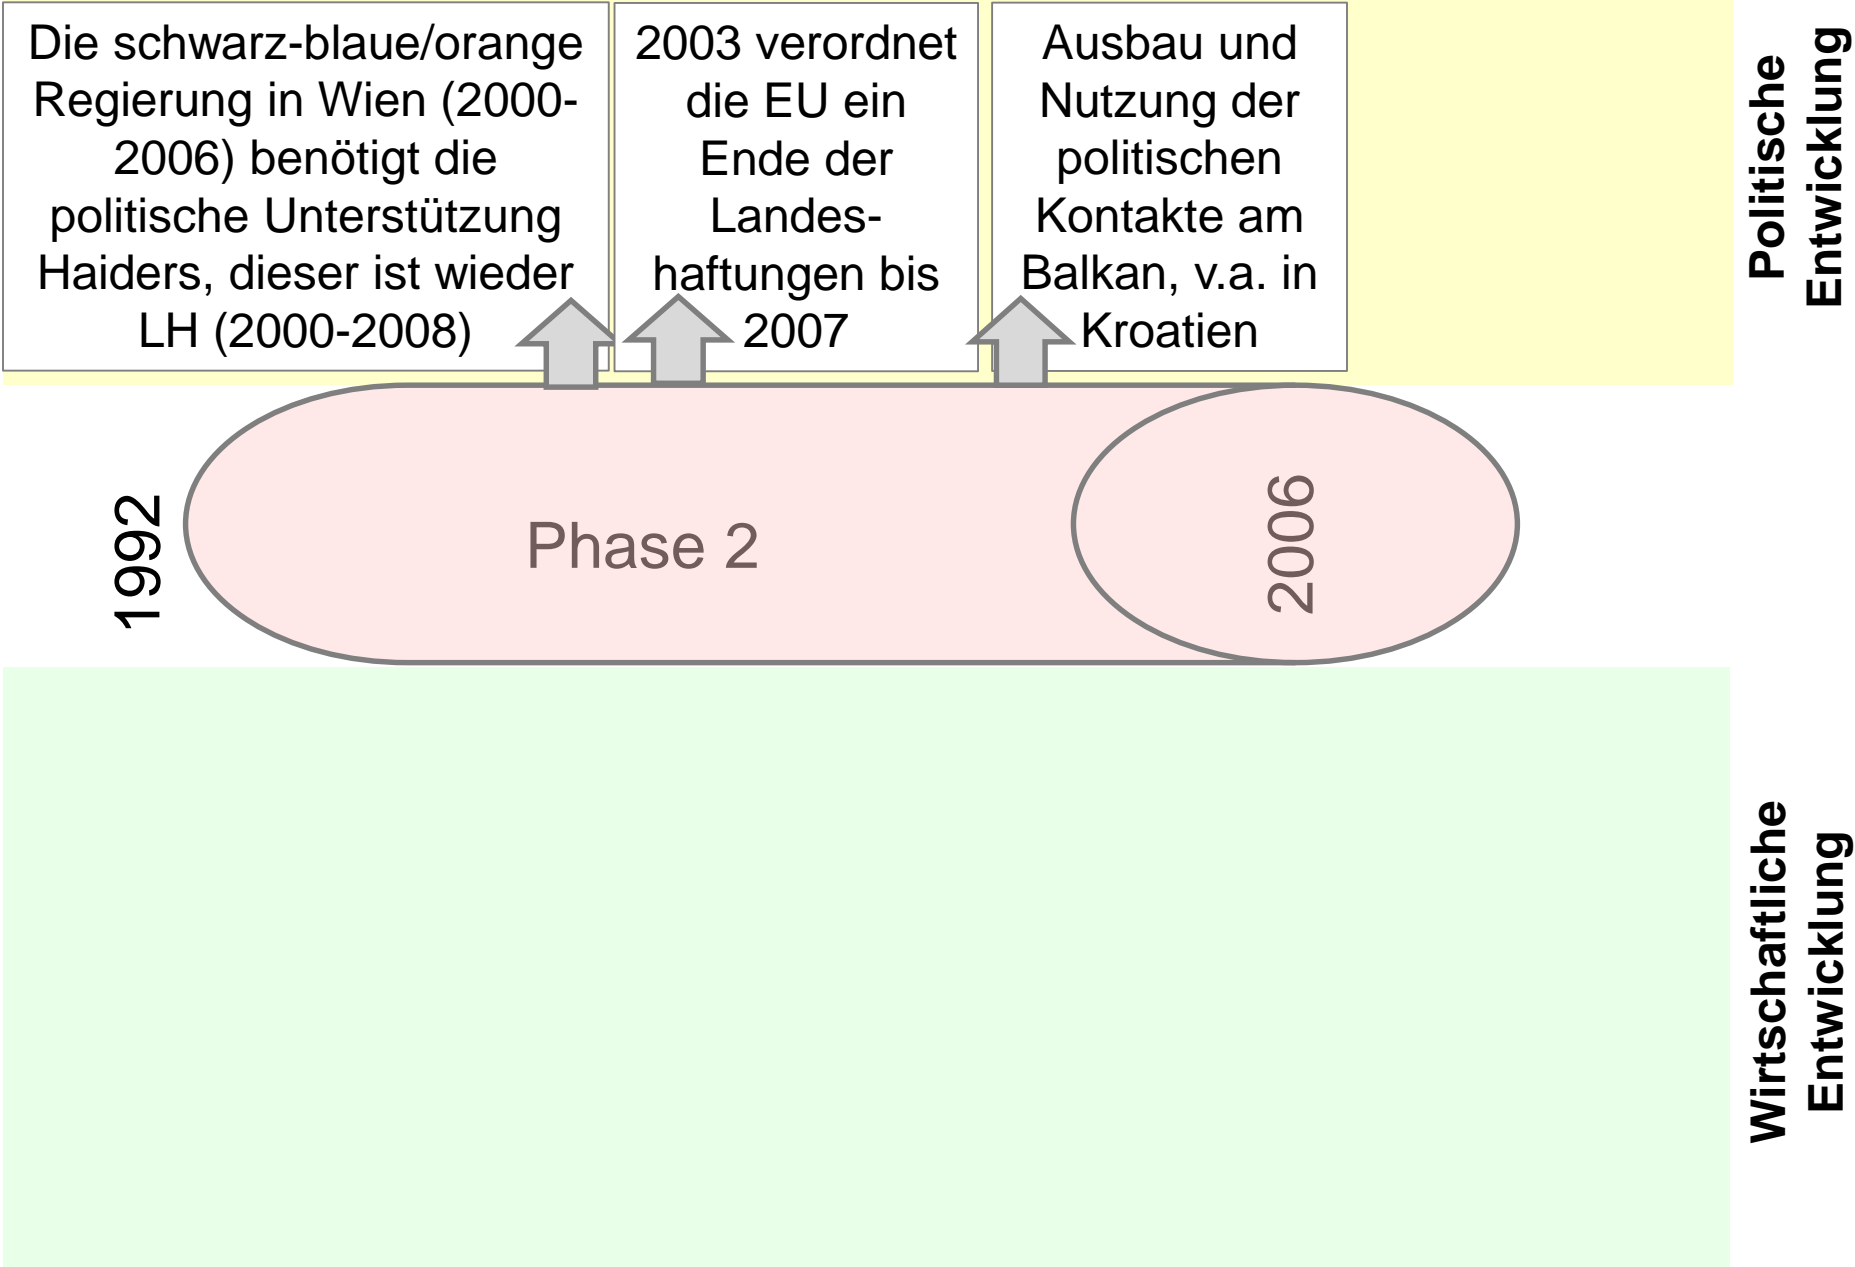 Die schwarz-blaue/orange
Regierung in Wien (2000-
2006) benötigt die
politische Unterstützung
Haiders, dieser ist wieder
LH (2000-2008)
2003 verordnet
die EU ein
Ende der
Landes-
haftungen bis
2007
Ausbau und
Nutzung der
politischen
Kontakte am
Balkan, v.a. in
Kroatien
Politische
Entwicklung
1992
Phase 2
2006
Wirtschaftliche
Entwicklung